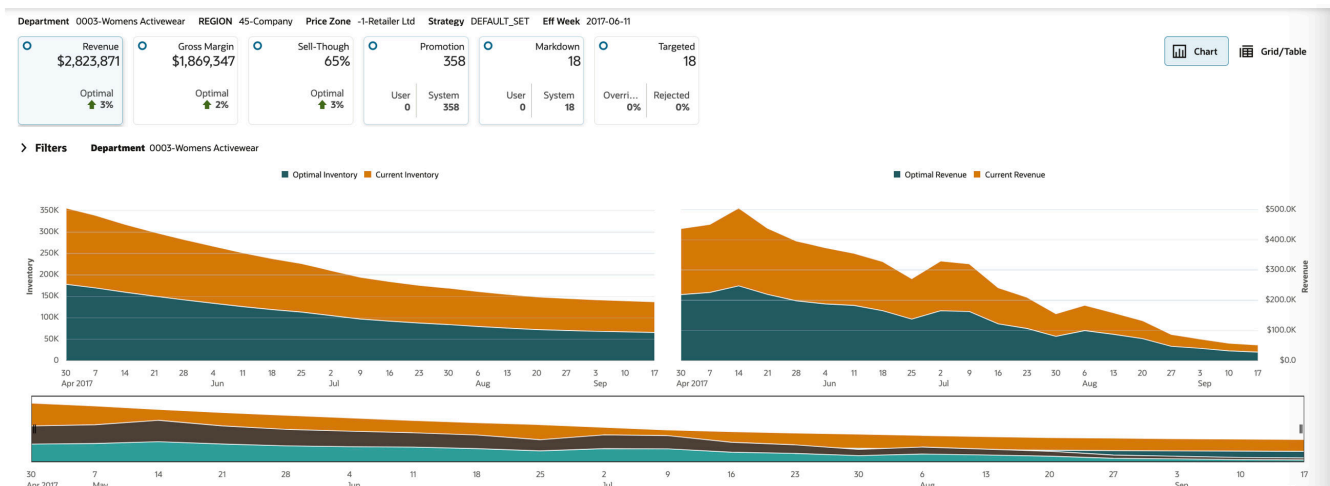 Department 0003-Womens Activewear REGION 45-Company Price Zone -1-Retailer Ltd Strategy DEFAULT_SET Eff Week 2017-06-11
Revenue Gross Margin Sell-Though Promotion Markdown Targeted
$2,823,871 $1,869,347 65% 358 18 18
Chart Grid/Table
Optimal Optimal Optimal User System User System Overri... Rejected
3% 2% 3% 0 358 0 18 0% 0%
Filters Department 0003-Womens Activewear
Optimal Inventory Current Inventory
350K
300K
250K
200K
150K
100K
50K
0
Inventory
30 7 14 21 28 4 11 18 25 2 9 16 23 30 6 13 20 27 3 10 17
Apr 2017 Jun Jul Aug Sep
Optimal Revenue Current Revenue
$500.0K
$400.0K
$300.0K
$200.0K
$100.0K
$0.0
Revenue
30 7 14 21 28 4 11 18 25 2 9 16 23 30 6 13 20 27 3 10 17
Apr 2017 Jun Jul Aug Sep
30 7 14 21 28 4 11 18 25 2 9 16 23 30 6 13 20 27 3 10 17
Apr 2017 May Jun Jul Aug Sep